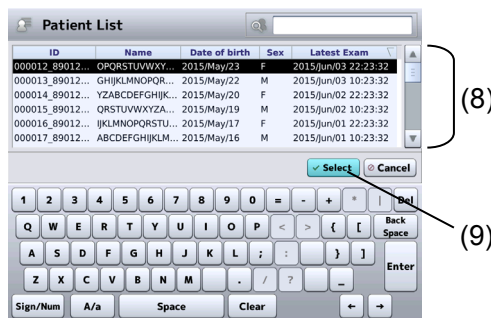 Patient List
ID Name Date of birth Sex Latest Exam
000012_89012... OPQRSTUVWXY... 2015/May/23 F 2015/Jun/03 22:23:32
000013_89012... GHIJKLMNOPQR... 2015/May/22 M 2015/Jun/03 10:23:32
000014_89012... YZABCDEFGHIJK... 2015/May/20 F 2015/Jun/02 22:23:32
000015_89012... QRSTUVWXYZA... 2015/May/19 M 2015/Jun/02 10:23:32
000016_89012... IJKLMNOPQRSTU... 2015/May/17 F 2015/Jun/01 22:23:32
000017_89012... ABCDEFGHIJKLM... 2015/May/16 M 2015/Jun/01 10:23:32
(8)
Select Cancel
(9)
1 2 3 4 5 6 7 8 9 0 = - + * | Del
Q W E R T Y U I O P < > { [ Back Space
A S D F G H J K L ; : } ] Enter
Z X C V B N M . / ? _
Sign/Num A/a Space Clear ← →